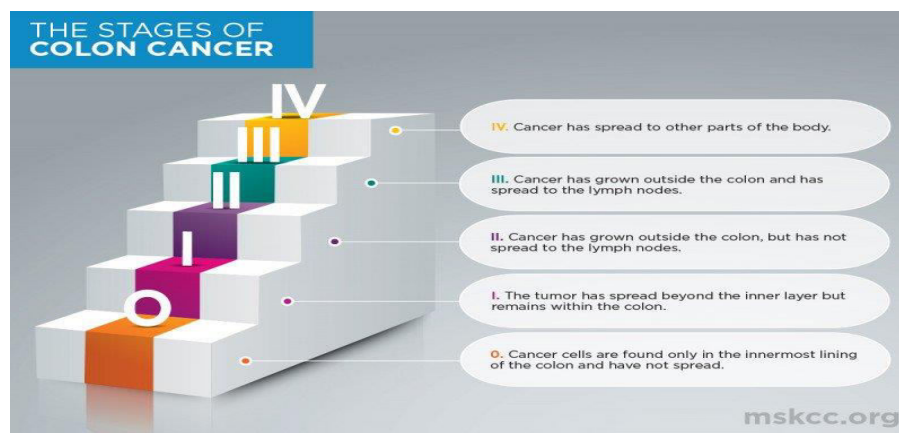 THE STAGES OF
COLON CANCER
IV
III
II
I
O
IV. Cancer has spread to other parts of the body.
III. Cancer has grown outside the colon and has
spread to the lymph nodes.
II. Cancer has grown outside the colon, but has not
spread to the lymph nodes.
I. The tumor has spread beyond the inner layer but
remains within the colon.
0. Cancer cells are found only in the innermost lining
of the colon and have not spread.
mskcc.org